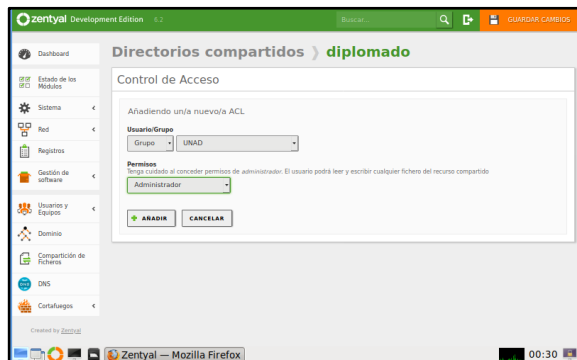 zentyal Development Edition 6.2
Buscar...
GUARDAR CAMBIOS
Dashboard
Estado de los
Módulos
Sistema
Red
Registros
Gestión de
software
Usuarios y
Equipos
Dominio
Compartición de
Ficheros
DNS
Cortafuegos
Created by Zentyal
Directorios compartidos ⟩ diplomado
Control de Acceso
Añadiendo un/a nuevo/a ACL
Usuario/Grupo
Grupo UNAD
Permisos
Tenga cuidado al conceder permisos de administrador. El usuario podrá leer y escribir cualquier fichero del recurso compartido
Administrador
+ AÑADIR CANCELAR
Zentyal — Mozilla Firefox
00:30